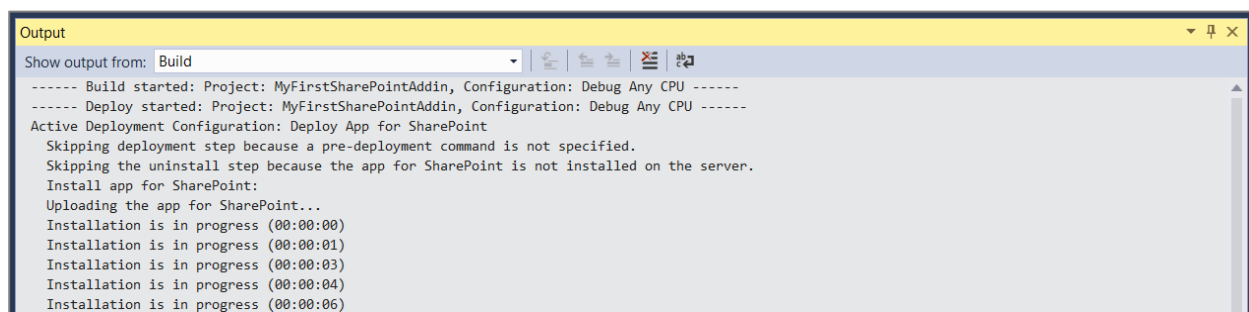 Output
Show output from: Build
------ Build started: Project: MyFirstSharePointAddin, Configuration: Debug Any CPU ------
------ Deploy started: Project: MyFirstSharePointAddin, Configuration: Debug Any CPU ------
Active Deployment Configuration: Deploy App for SharePoint
Skipping deployment step because a pre-deployment command is not specified.
Skipping the uninstall step because the app for SharePoint is not installed on the server.
Install app for SharePoint:
Uploading the app for SharePoint...
Installation is in progress (00:00:00)
Installation is in progress (00:00:01)
Installation is in progress (00:00:03)
Installation is in progress (00:00:04)
Installation is in progress (00:00:06)